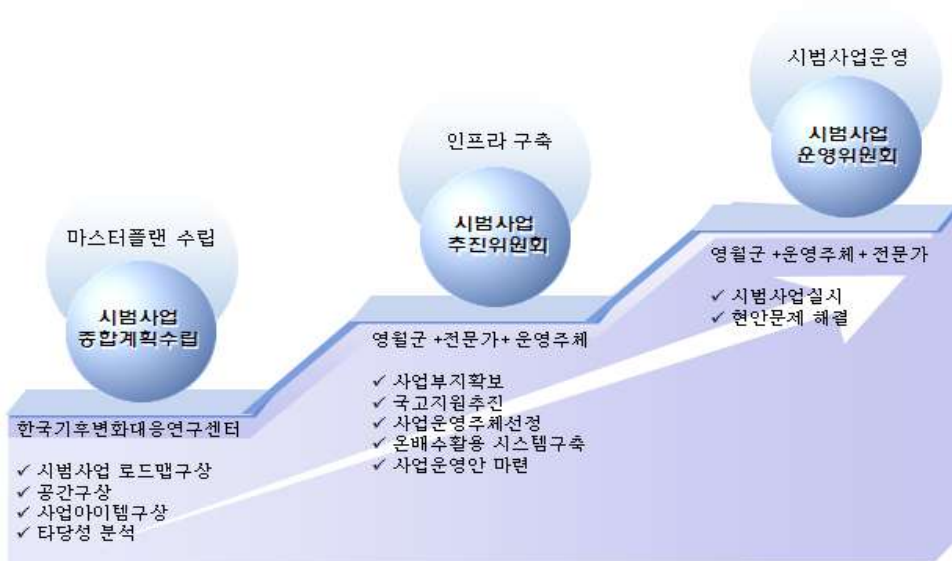 마스터플랜 수립
시범사업
종합계획수립
한국기후변화대응연구센터
✓ 시범사업 로드맵구상
✓ 공간구상
✓ 사업아이템구상
✓ 타당성 분석
인프라 구축
시범사업
추진위원회
영월군 +전문가+ 운영주체
✓ 사업부지확보
✓ 국고지원추진
✓ 사업운영주체선정
✓ 온배수활용 시스템구축
✓ 사업운영안 마련
시범사업운영
시범사업
운영위원회
영월군 +운영주체+ 전문가
✓ 시범사업실시
✓ 현안문제 해결